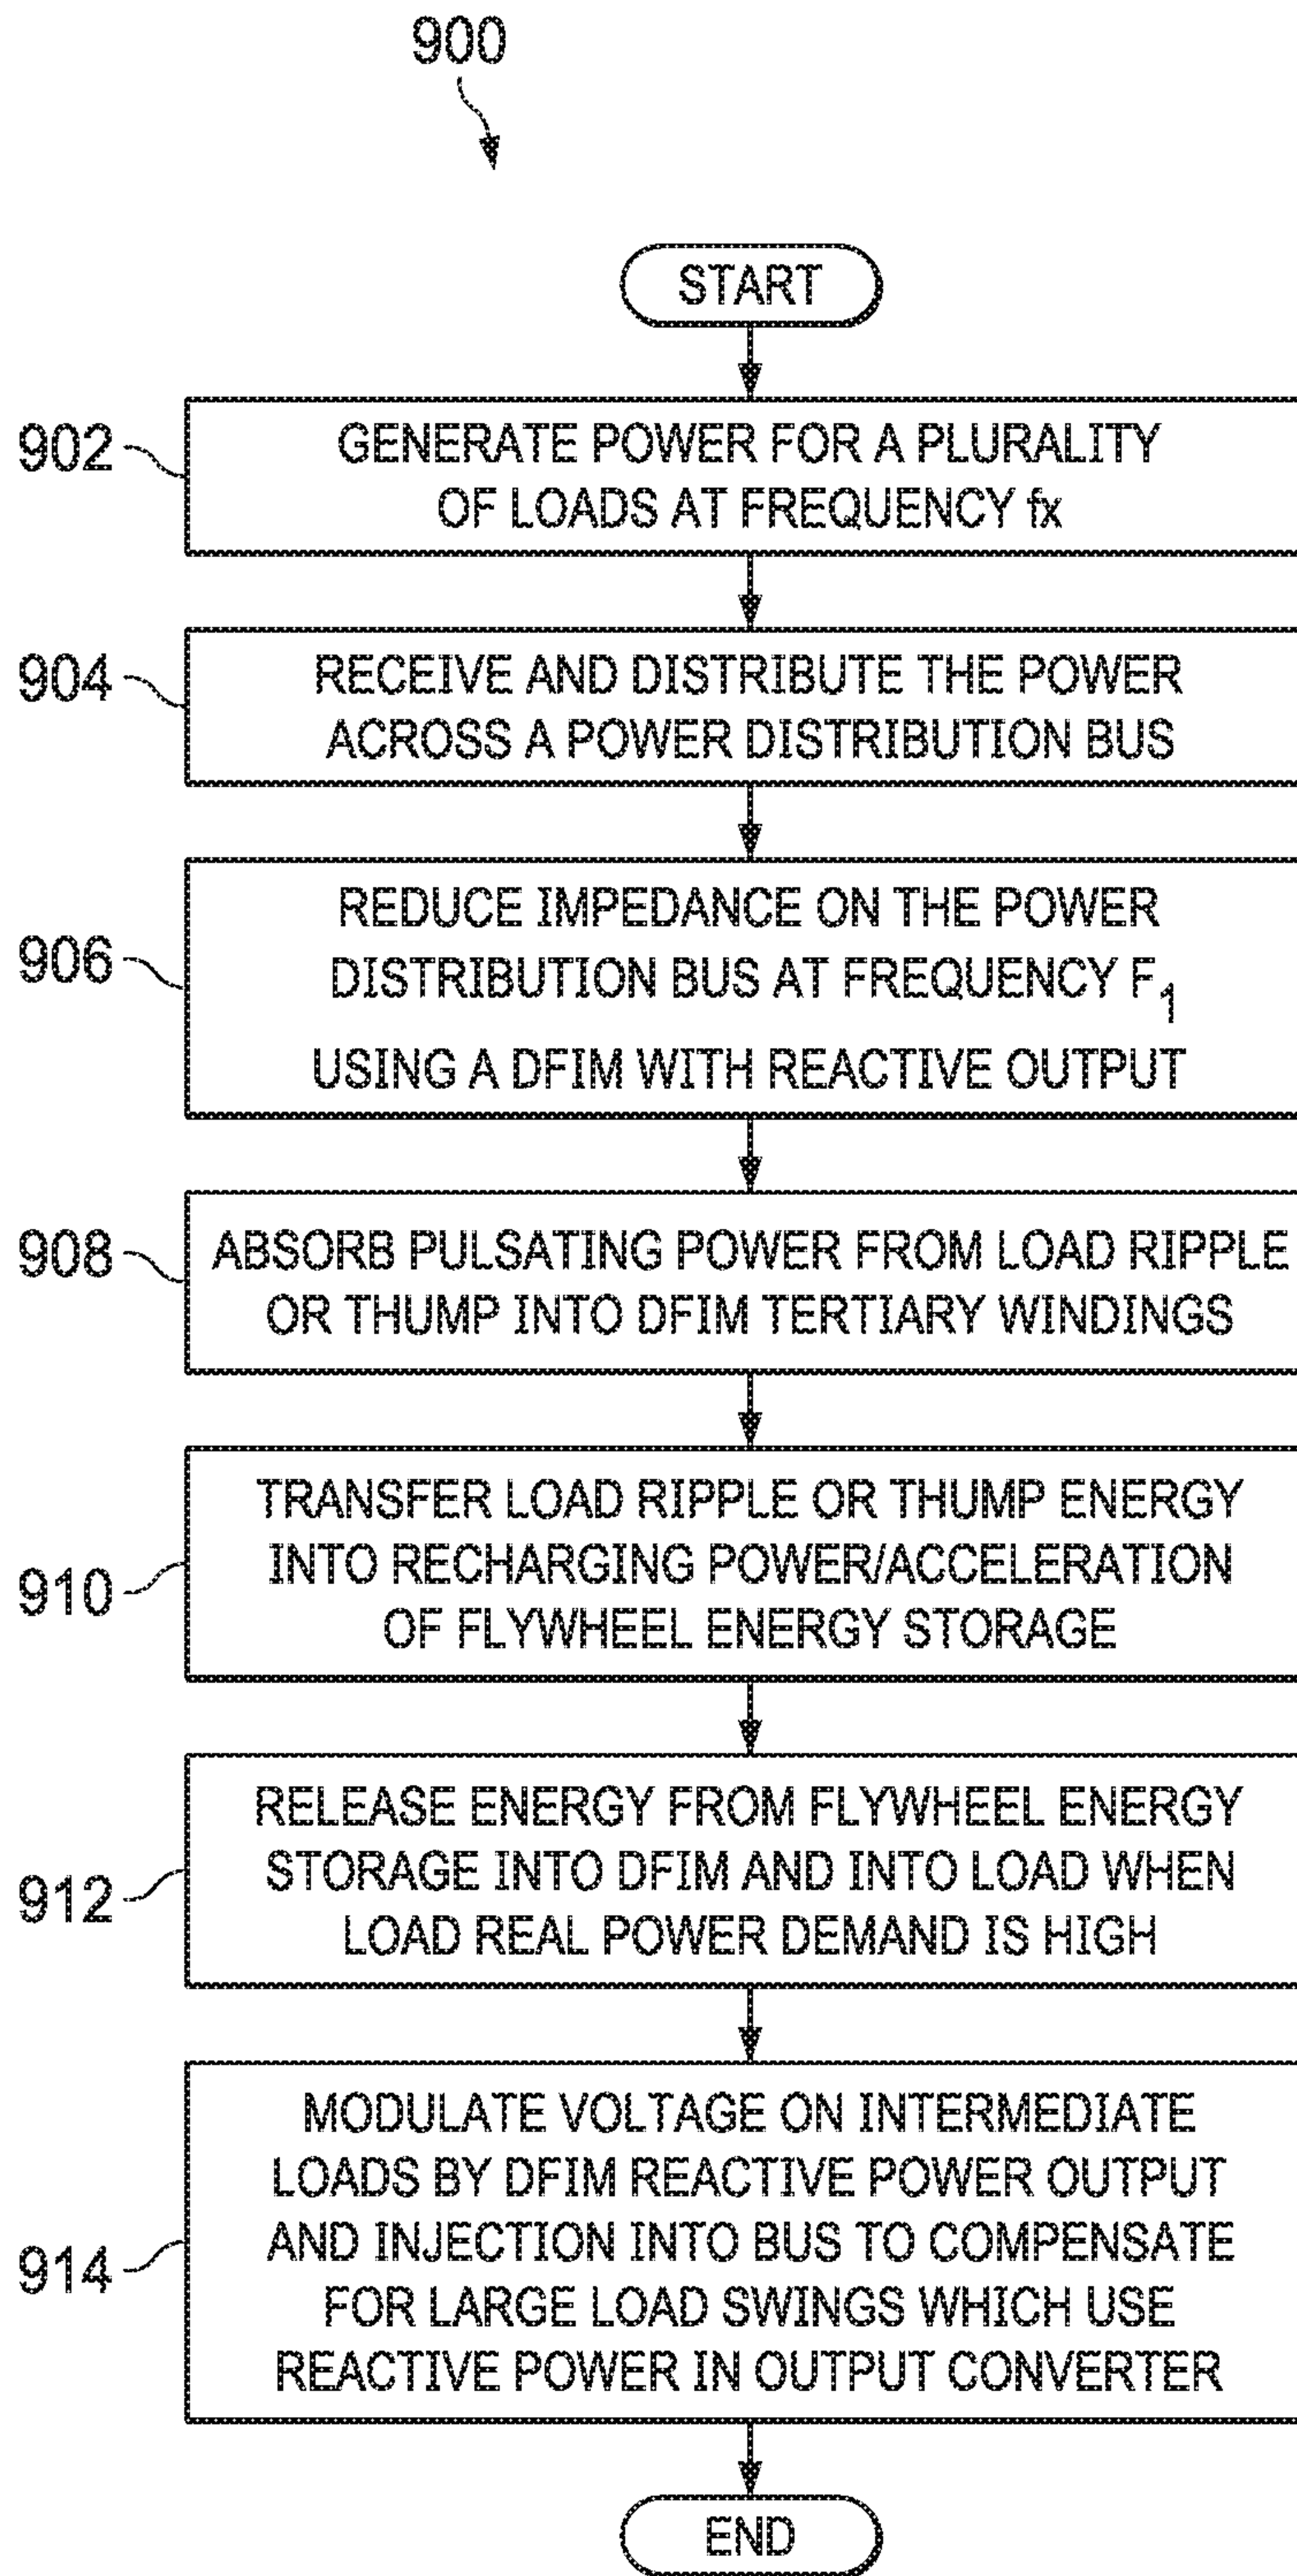 900
START
902
GENERATE POWER FOR A PLURALITY
OF LOADS AT FREQUENCY fx
904
RECEIVE AND DISTRIBUTE THE POWER
ACROSS A POWER DISTRIBUTION BUS
906
REDUCE IMPEDANCE ON THE POWER
DISTRIBUTION BUS AT FREQUENCY F1
USING A DFIM WITH REACTIVE OUTPUT
908
ABSORB PULSATING POWER FROM LOAD RIPPLE
OR THUMP INTO DFIM TERTIARY WINDINGS
910
TRANSFER LOAD RIPPLE OR THUMP ENERGY
INTO RECHARGING POWER/ACCELERATION
OF FLYWHEEL ENERGY STORAGE
912
RELEASE ENERGY FROM FLYWHEEL ENERGY
STORAGE INTO DFIM AND INTO LOAD WHEN
LOAD REAL POWER DEMAND IS HIGH
914
MODULATE VOLTAGE ON INTERMEDIATE
LOADS BY DFIM REACTIVE POWER OUTPUT
AND INJECTION INTO BUS TO COMPENSATE
FOR LARGE LOAD SWINGS WHICH USE
REACTIVE POWER IN OUTPUT CONVERTER
END